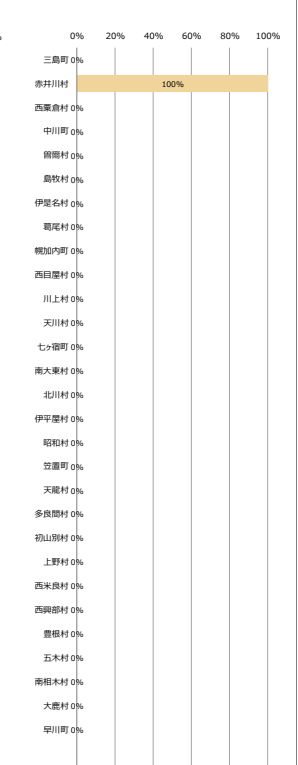 %
0% 20% 40% 60% 80% 100%
三島町 0%
赤井川村 100%
西粟倉村 0%
中川町 0%
曽爾村 0%
島牧村 0%
伊是名村 0%
葛尾村 0%
幌加内町 0%
西目屋村 0%
川上村 0%
天川村 0%
七ヶ宿町 0%
南大東村 0%
北川村 0%
伊平屋村 0%
昭和村 0%
笠置町 0%
天龍村 0%
多良間村 0%
初山別村 0%
上野村 0%
西米良村 0%
西興部村 0%
豊根村 0%
五木村 0%
南相木村 0%
大鹿村 0%
早川町 0%